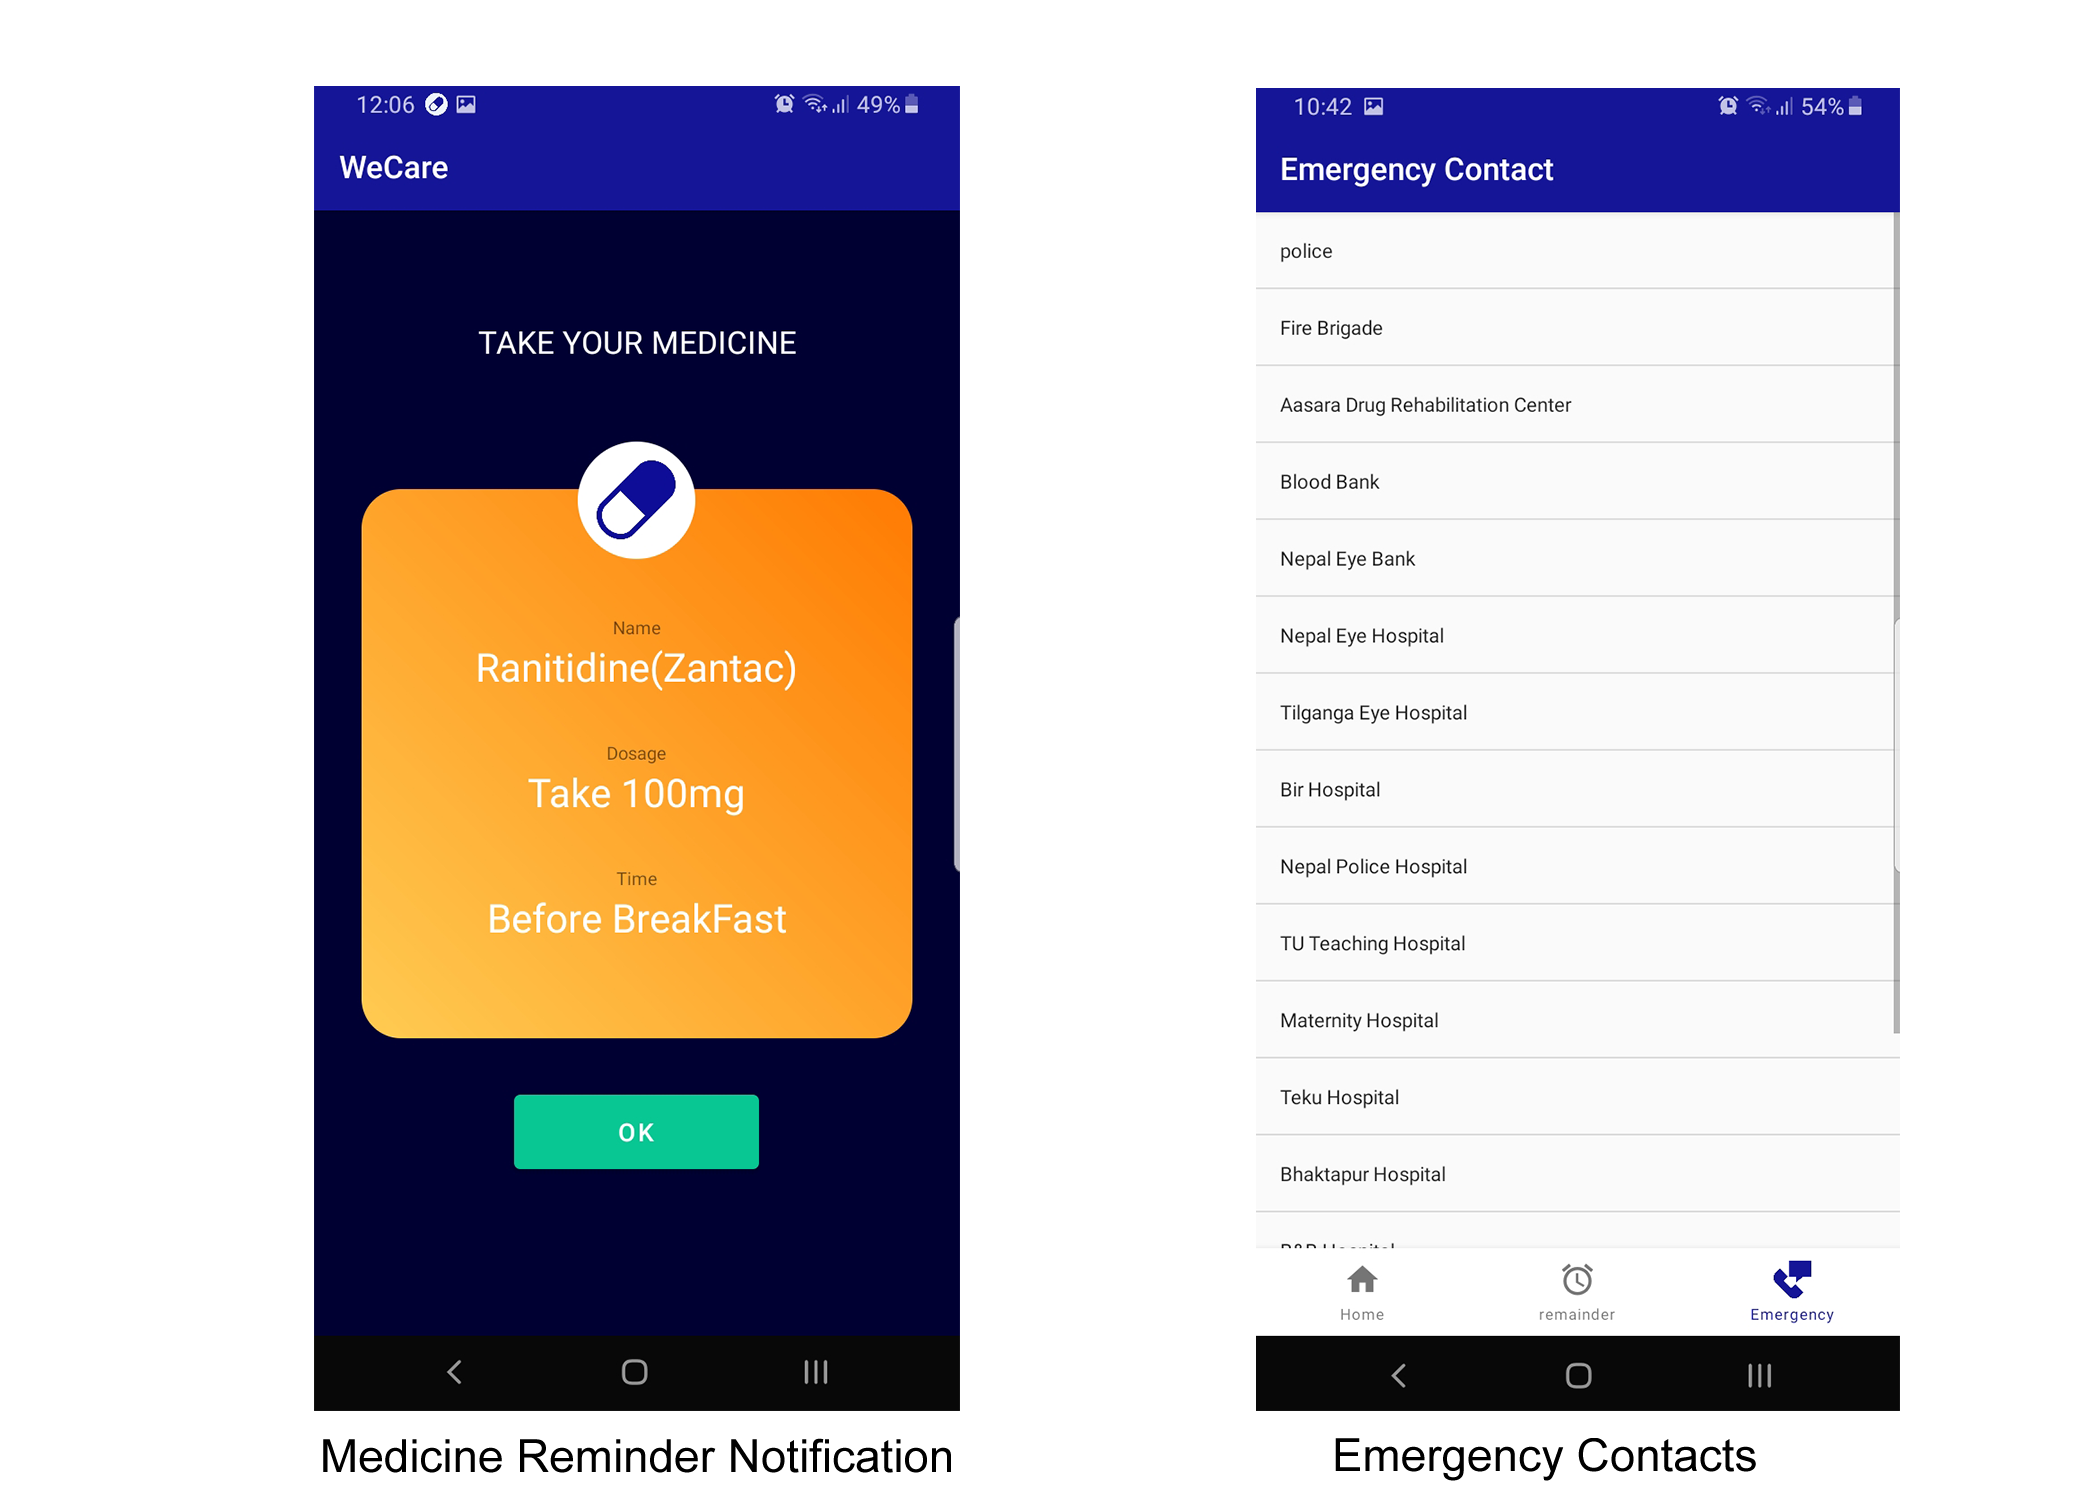 12:06
49%
WeCare
TAKE YOUR MEDICINE
Name
Ranitidine(Zantac)
Dosage
Take 100mg
Time
Before BreakFast
OK
Medicine Reminder Notification
10:42
54%
Emergency Contact
police
Fire Brigade
Aasara Drug Rehabilitation Center
Blood Bank
Nepal Eye Bank
Nepal Eye Hospital
Tilganga Eye Hospital
Bir Hospital
Nepal Police Hospital
TU Teaching Hospital
Maternity Hospital
Teku Hospital
Bhaktapur Hospital
Hospital
Home
remainder
Emergency
Emergency Contacts